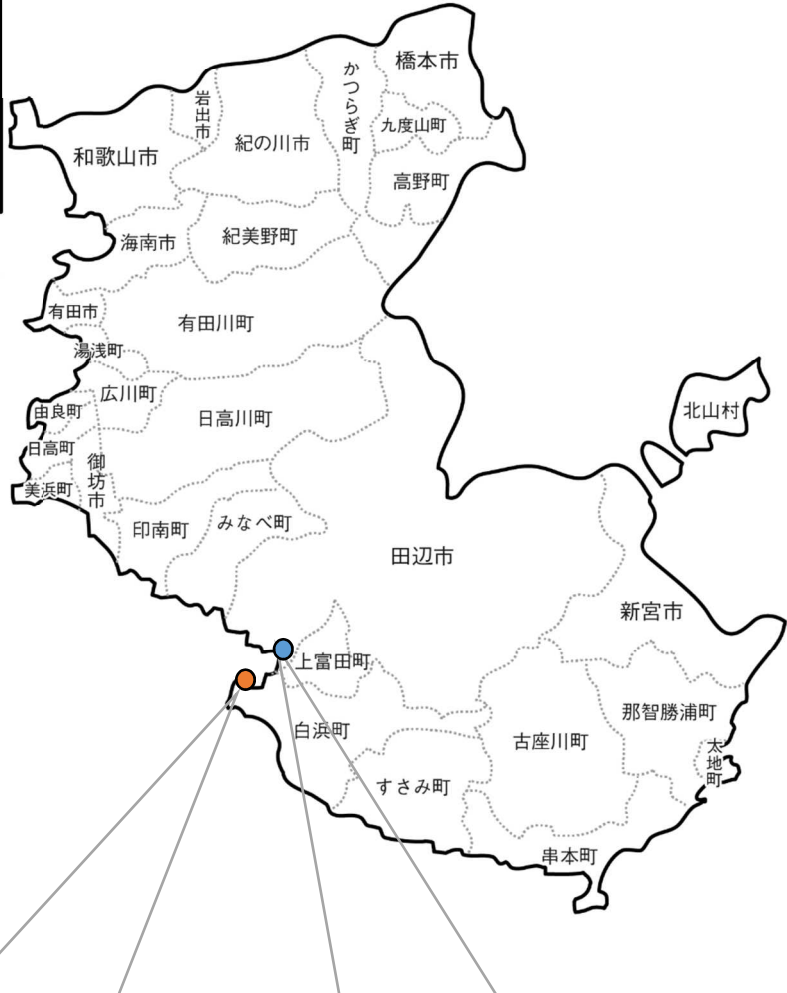 橋本市
かつらぎ町
岩出市
九度山町
紀の川市
和歌山市
高野町
海南市
紀美野町
有田市
有田川町
湯浅町
広川町
由良町
日高川町
北山村
日高町
御坊市
美浜町
印南町
みなべ町
田辺市
新宮市
上富田町
那智勝浦町
白浜町
古座川町
太地町
すさみ町
串本町